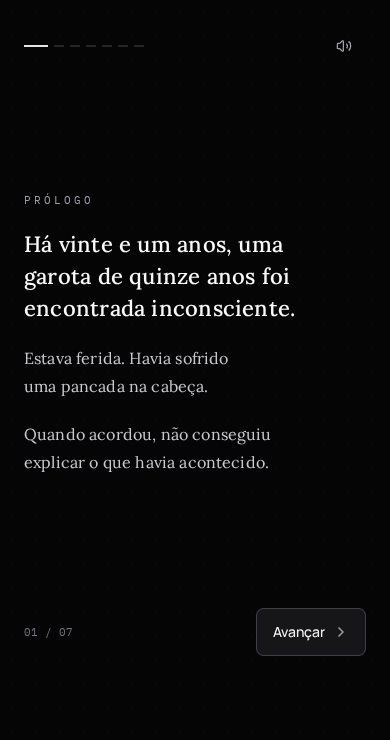 PRÓLOGO
Há vinte e um anos, uma
garota de quinze anos foi
encontrada inconsciente.
Estava ferida. Havia sofrido
uma pancada na cabeça.
Quando acordou, não conseguiu
explicar o que havia acontecido.
01 / 07
Avançar